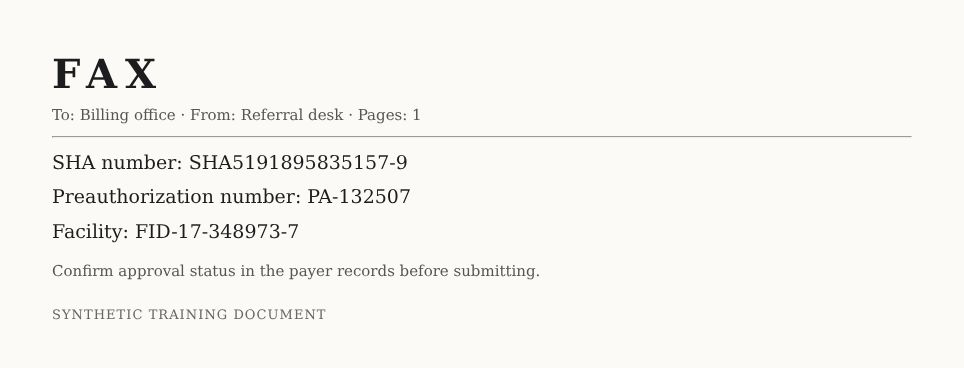 FAX
To: Billing office · From: Referral desk · Pages: 1
SHA number: SHA5191895835157-9
Preauthorization number: PA-132507
Facility: FID-17-348973-7
Confirm approval status in the payer records before submitting.
SYNTHETIC TRAINING DOCUMENT